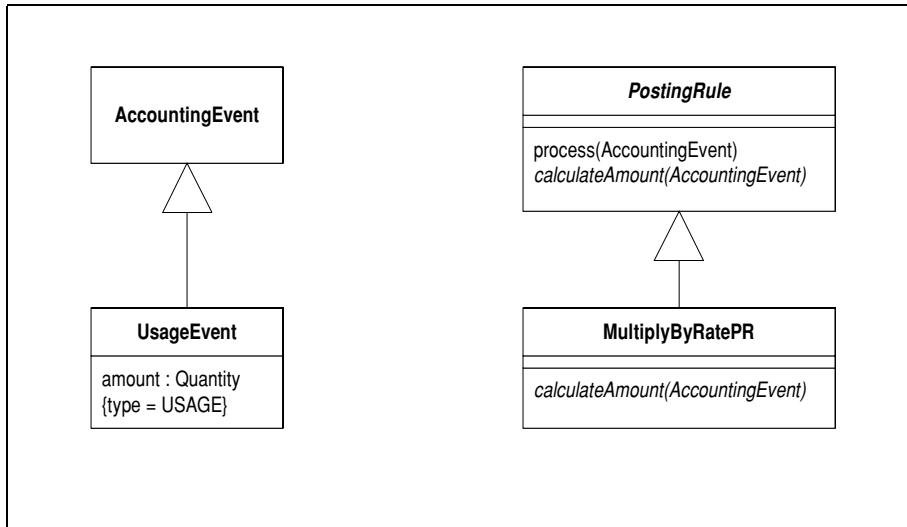 AccountingEvent
UsageEvent
amount : Quantity
{type = USAGE}
PostingRule
process(AccountingEvent)
calculateAmount(AccountingEvent)
MultiplyByRatePR
calculateAmount(AccountingEvent)